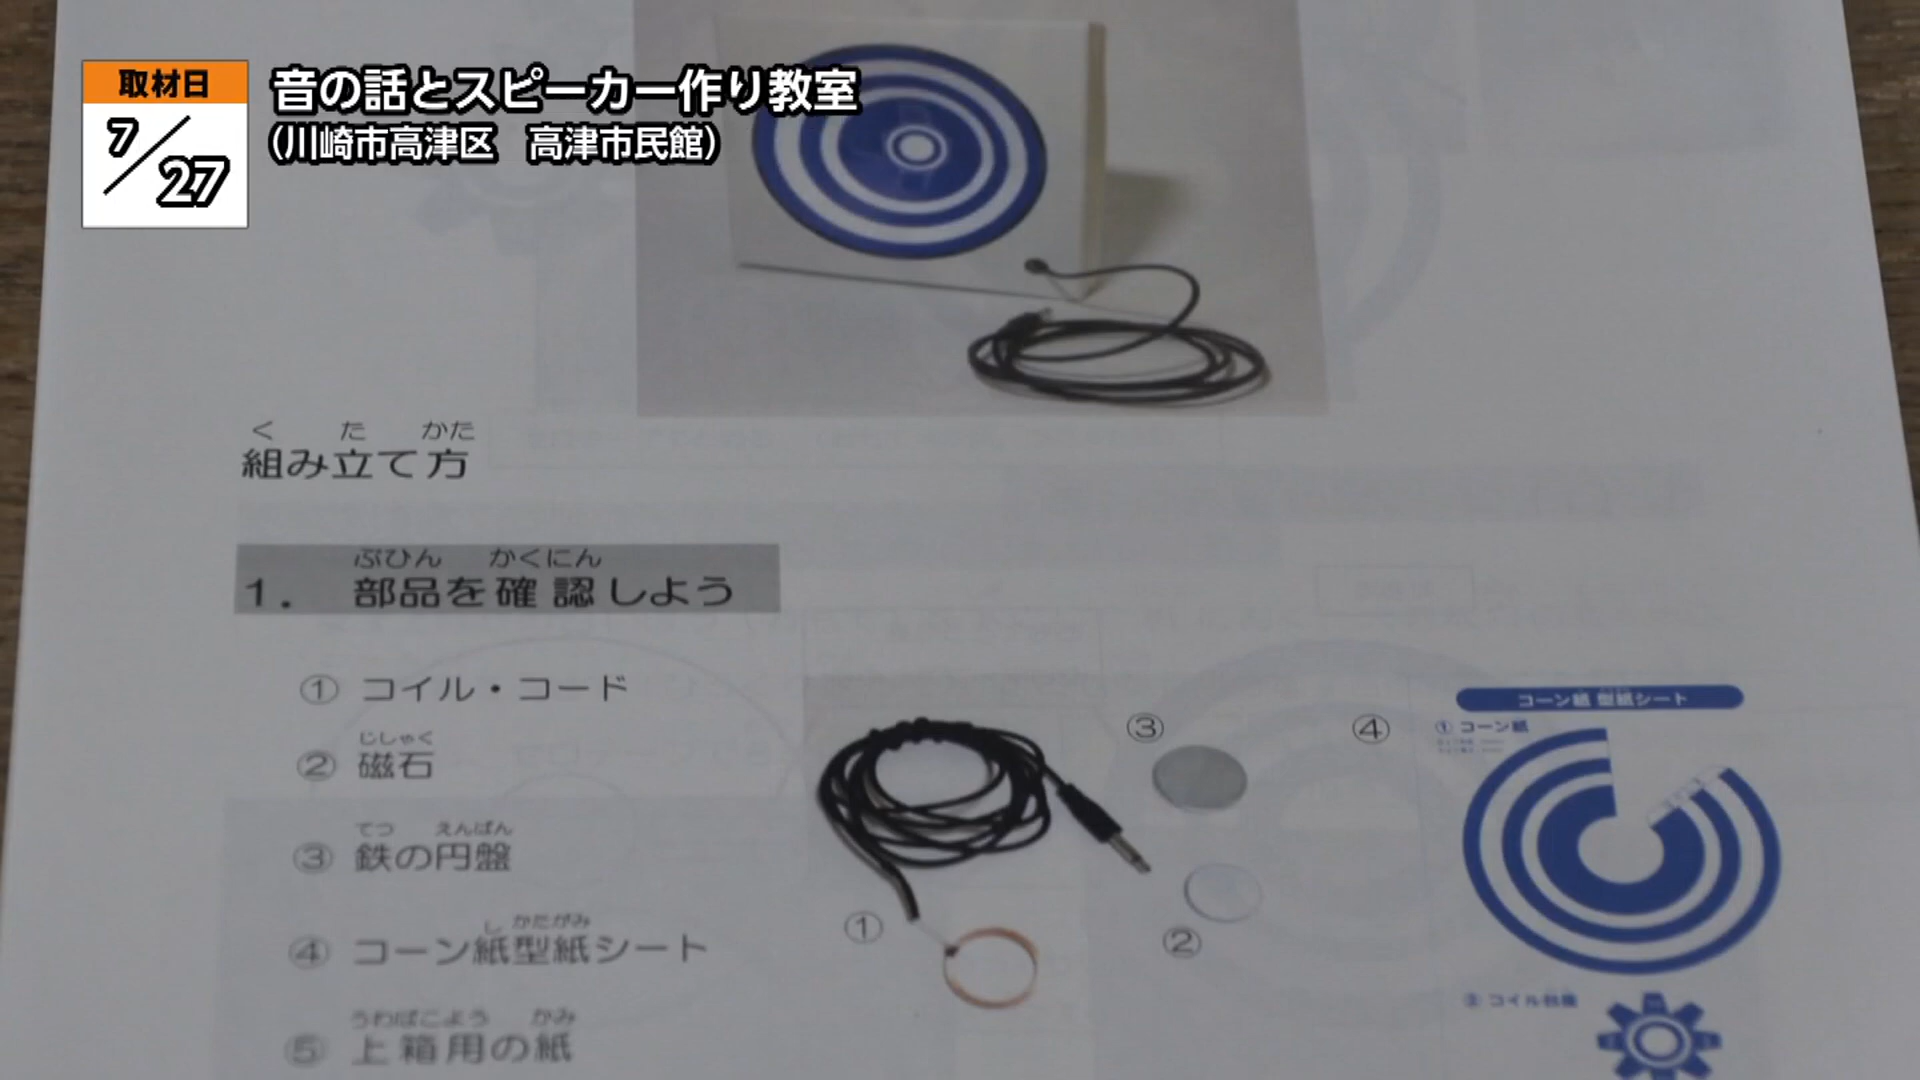 取材日
7/27
音の話とスピーカー作り教室
（川崎市高津区　高津市民館）
く　た　かた
組み立て方
ぶひん　かくにん
1．　部品を確認しよう
① コイル・コード
じしゃく
② 磁石
てつ　えんばん
③ 鉄の円盤
し　かたがみ
④ コーン紙型紙シート
うわばこよう　かみ
⑤ 上箱用の紙
①
②
③
④
コーン紙 型紙シート
① コーン紙